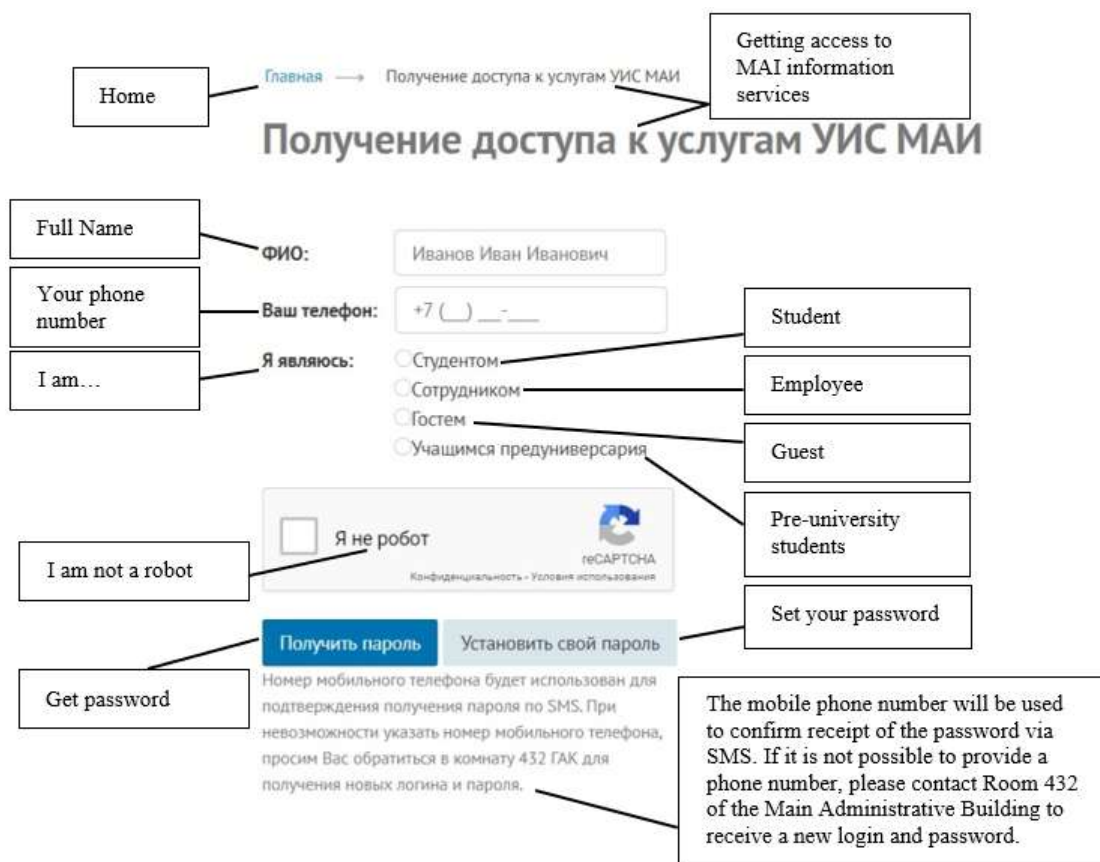 Getting access to
MAI information
services
Home
Главная → Получение доступа к услугам УИС МАИ
Получение доступа к услугам УИС МАИ
Full Name
ФИО:
Иванов Иван Иванович
Your phone
number
Ваш телефон:
+7 (__) __-___
I am…
Я являюсь:
Студентом
Сотрудником
Гостем
Учащимся предуниверсария
Student
Employee
Guest
Pre-university
students
I am not a robot
Я не робот
reCAPTCHA
Конфиденциальность - Условия использования
Set your password
Получить пароль
Установить свой пароль
Get password
Номер мобильного телефона будет использован для
подтверждения получения пароля по SMS. При
невозможности указать номер мобильного телефона,
просим Вас обратиться в комнату 432 ГАК для
получения новых логина и пароля.
The mobile phone number will be used
to confirm receipt of the password via
SMS. If it is not possible to provide a
phone number, please contact Room 432
of the Main Administrative Building to
receive a new login and password.